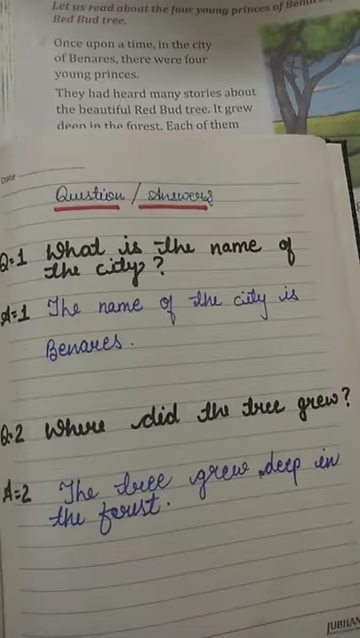 Let us read about the four young princes of Benares
Red Bud tree.
Once upon a time, in the city
of Benares, there were four
young princes.
They had heard many stories about
the beautiful Red Bud tree. It grew
deep in the forest. Each of them
Date
Question / Answers
Q=1 What is the name of
the city?
A=1 The name of the city is
Benares.
Q=2 Where did the tree grew?
A=2 The tree grew deep in
the forest.